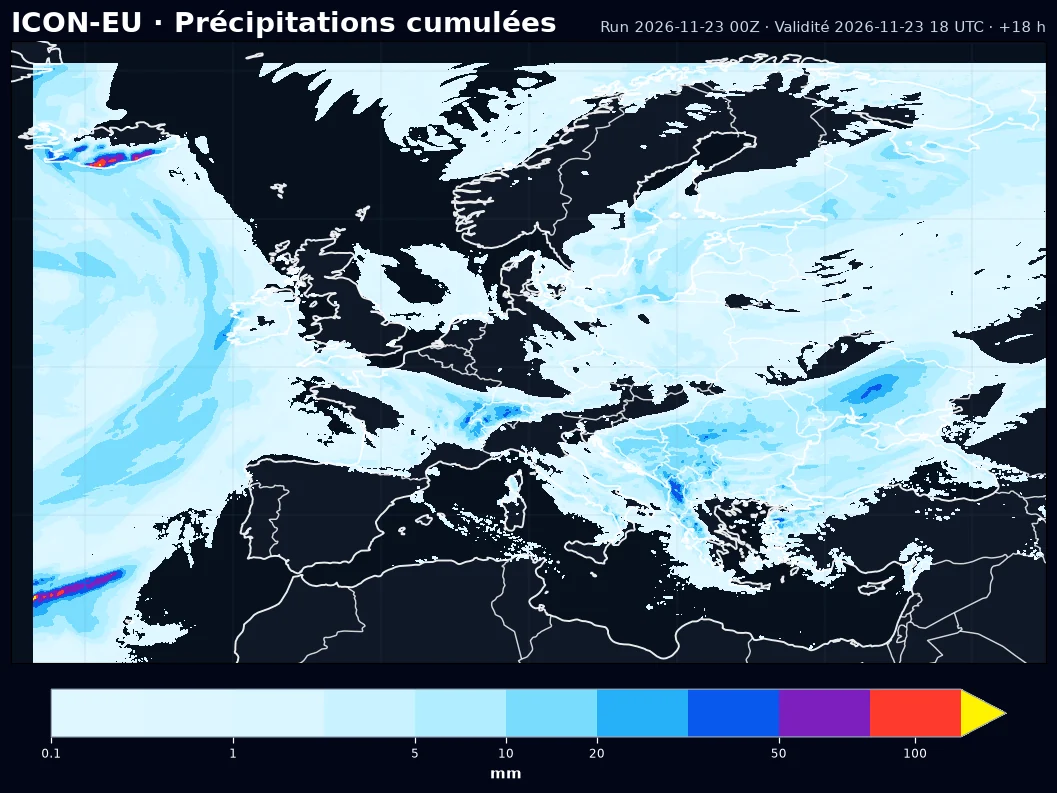 ICON-EU · Précipitations cumulées
Run 2026-11-23 00Z · Validité 2026-11-23 18 UTC · +18 h
0.1 1 5 10 20 50 100
mm